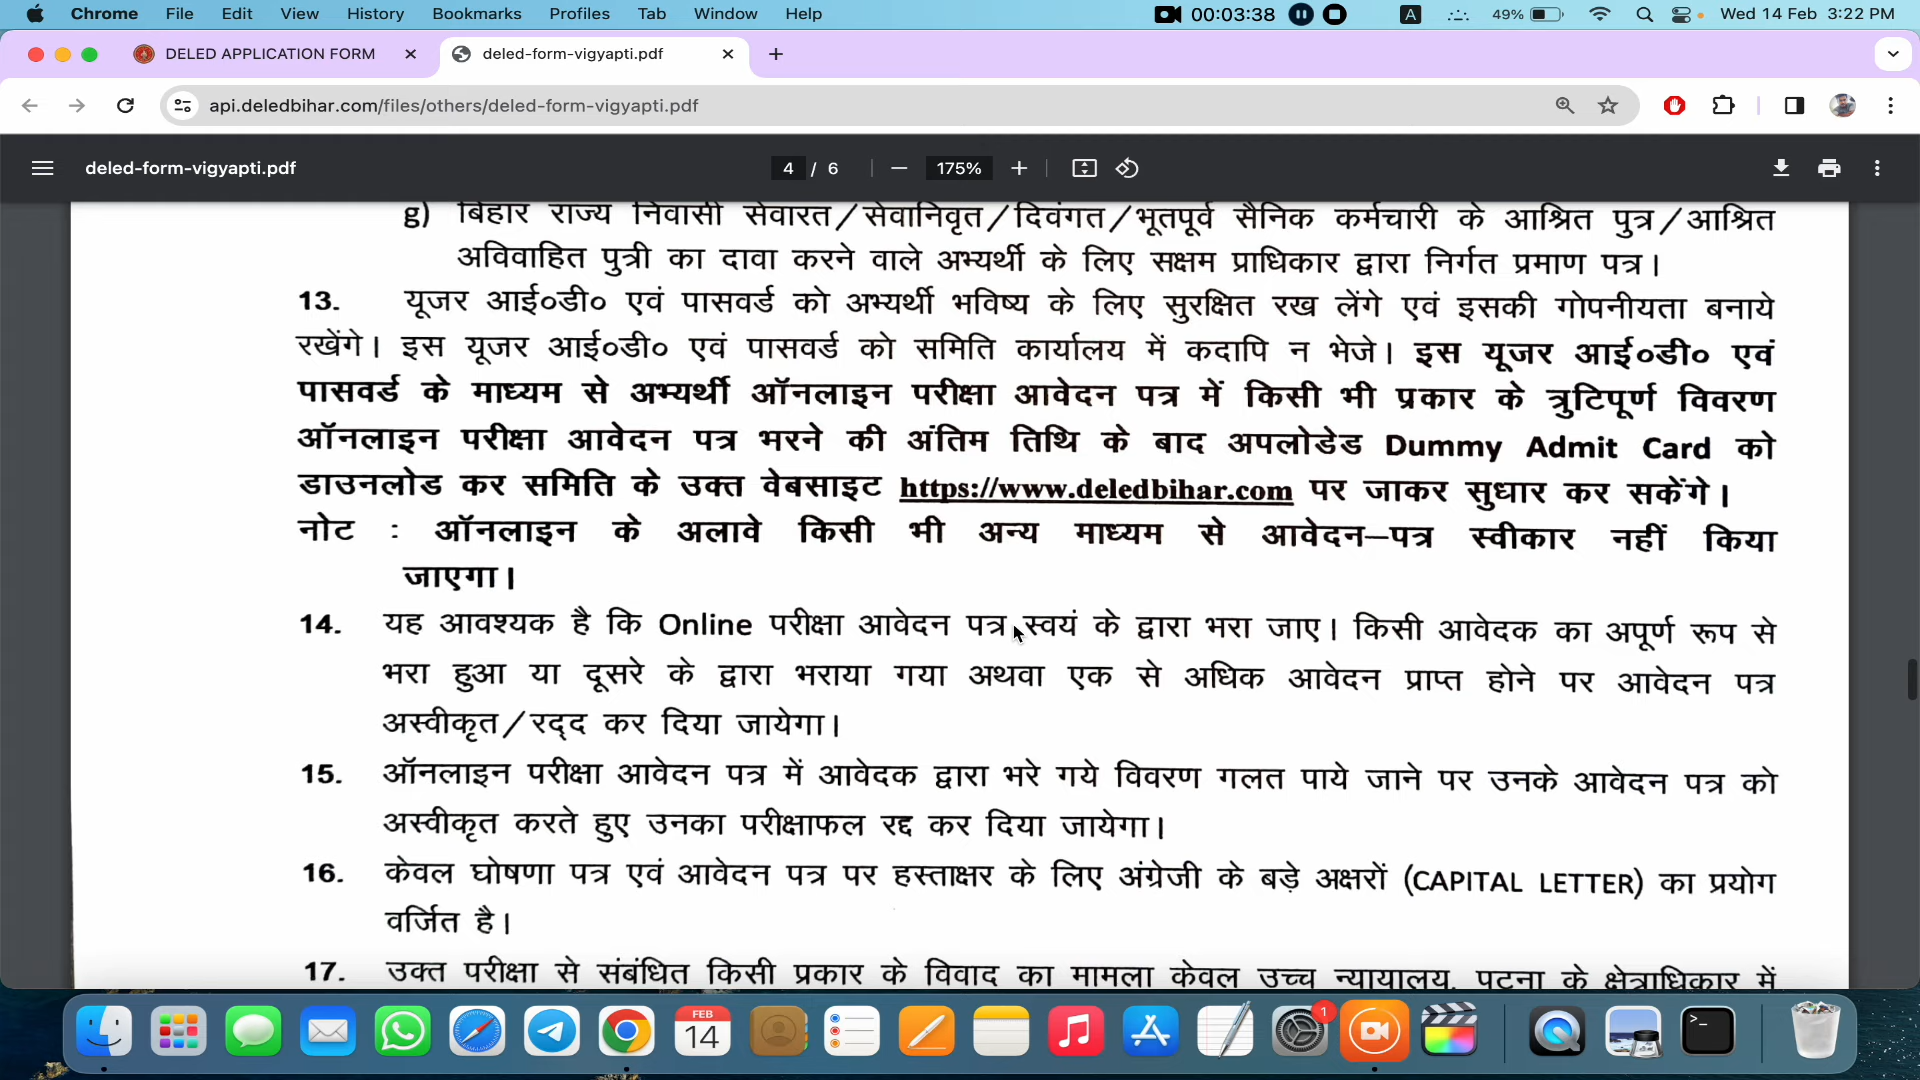 Chrome File Edit View History Bookmarks Profiles Tab Window Help 00:03:38 A 49% Wed 14 Feb 3:22 PM
DELED APPLICATION FORM deled-form-vigyapti.pdf
api.deledbihar.com/files/others/deled-form-vigyapti.pdf
deled-form-vigyapti.pdf 4 / 6 175%
g) बिहार राज्य निवासी सेवारत/सेवानिवृत/दिवंगत/भूतपूर्व सैनिक कर्मचारी के आश्रित पुत्र/आश्रित
अविवाहित पुत्री का दावा करने वाले अभ्यर्थी के लिए सक्षम प्राधिकार द्वारा निर्गत प्रमाण पत्र।
13. यूजर आई०डी० एवं पासवर्ड को अभ्यर्थी भविष्य के लिए सुरक्षित रख लेंगे एवं इसकी गोपनीयता बनाये
रखेंगे। इस यूजर आई०डी० एवं पासवर्ड को समिति कार्यालय में कदापि न भेजे। इस यूजर आई०डी० एवं
पासवर्ड के माध्यम से अभ्यर्थी ऑनलाइन परीक्षा आवेदन पत्र में किसी भी प्रकार के त्रुटिपूर्ण विवरण
ऑनलाइन परीक्षा आवेदन पत्र भरने की अंतिम तिथि के बाद अपलोडेड Dummy Admit Card को
डाउनलोड कर समिति के उक्त वेबसाइट https://www.deledbihar.com पर जाकर सुधार कर सकेंगे।
नोट : ऑनलाइन के अलावे किसी भी अन्य माध्यम से आवेदन–पत्र स्वीकार नहीं किया
जाएगा।
14. यह आवश्यक है कि Online परीक्षा आवेदन पत्र स्वयं के द्वारा भरा जाए। किसी आवेदक का अपूर्ण रूप से
भरा हुआ या दूसरे के द्वारा भराया गया अथवा एक से अधिक आवेदन प्राप्त होने पर आवेदन पत्र
अस्वीकृत/रद्द कर दिया जायेगा।
15. ऑनलाइन परीक्षा आवेदन पत्र में आवेदक द्वारा भरे गये विवरण गलत पाये जाने पर उनके आवेदन पत्र को
अस्वीकृत करते हुए उनका परीक्षाफल रद्द कर दिया जायेगा।
16. केवल घोषणा पत्र एवं आवेदन पत्र पर हस्ताक्षर के लिए अंग्रेजी के बड़े अक्षरों (CAPITAL LETTER) का प्रयोग
वर्जित है।
17. उक्त परीक्षा से संबंधित किसी प्रकार के विवाद का मामला केवल उच्च न्यायालय, पटना के क्षेत्राधिकार में
FEB
14
1
>_